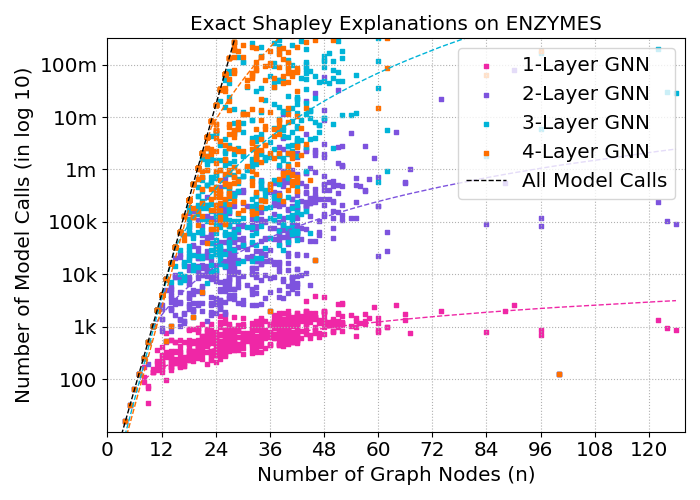 Exact Shapley Explanations on ENZYMES
Number of Model Calls (in log 10)
100m
10m
1m
100k
10k
1k
100
1-Layer GNN
2-Layer GNN
3-Layer GNN
4-Layer GNN
All Model Calls
0 12 24 36 48 60 72 84 96 108 120
Number of Graph Nodes (n)